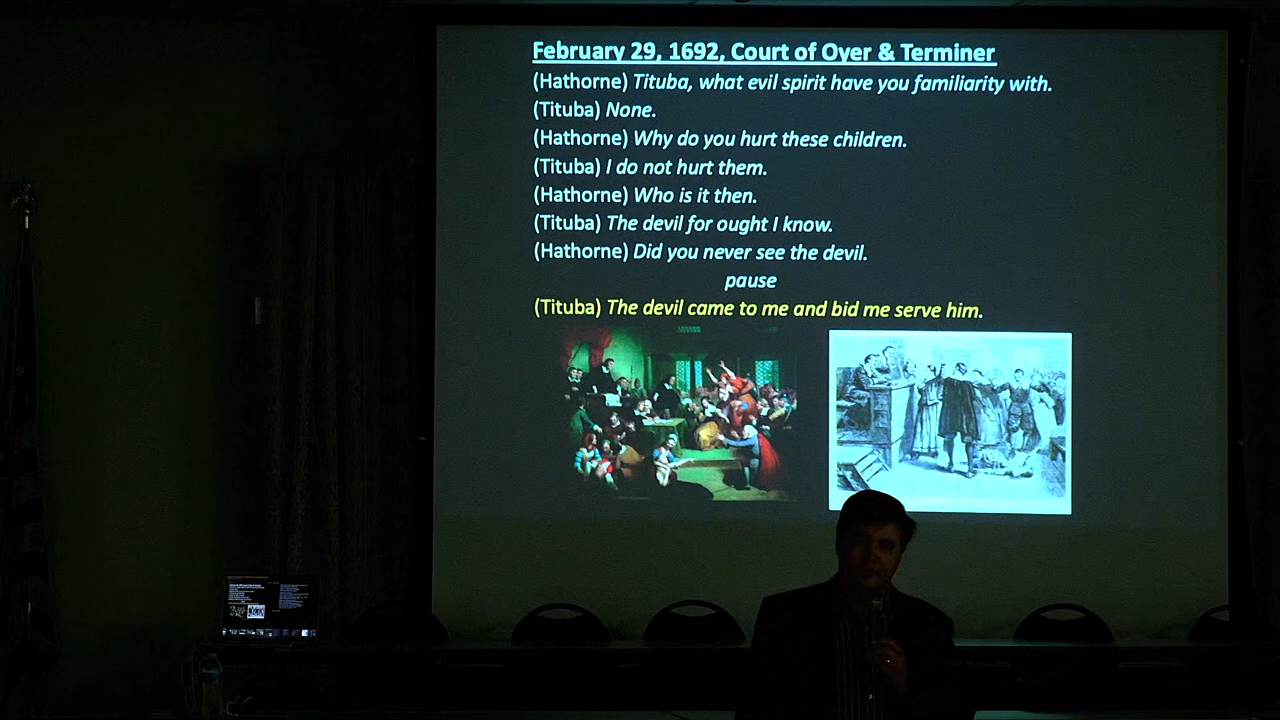 February 29, 1692, Court of Oyer & Terminer
(Hathorne) Tituba, what evil spirit have you familiarity with.
(Tituba) None.
(Hathorne) Why do you hurt these children.
(Tituba) I do not hurt them.
(Hathorne) Who is it then.
(Tituba) The devil for ought I know.
(Hathorne) Did you never see the devil.
pause
(Tituba) The devil came to me and bid me serve him.